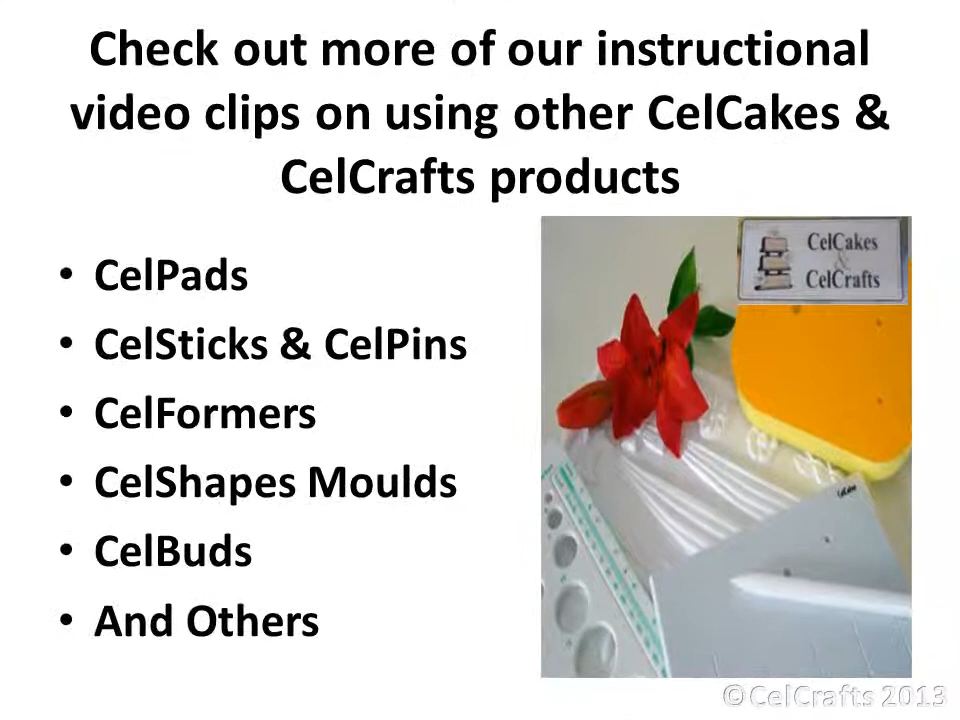 Check out more of our instructional
video clips on using other CelCakes &
CelCrafts products
• CelPads
• CelSticks & CelPins
• CelFormers
• CelShapes Moulds
• CelBuds
• And Others
CelCakes
&
CelCrafts
©CelCrafts 2013